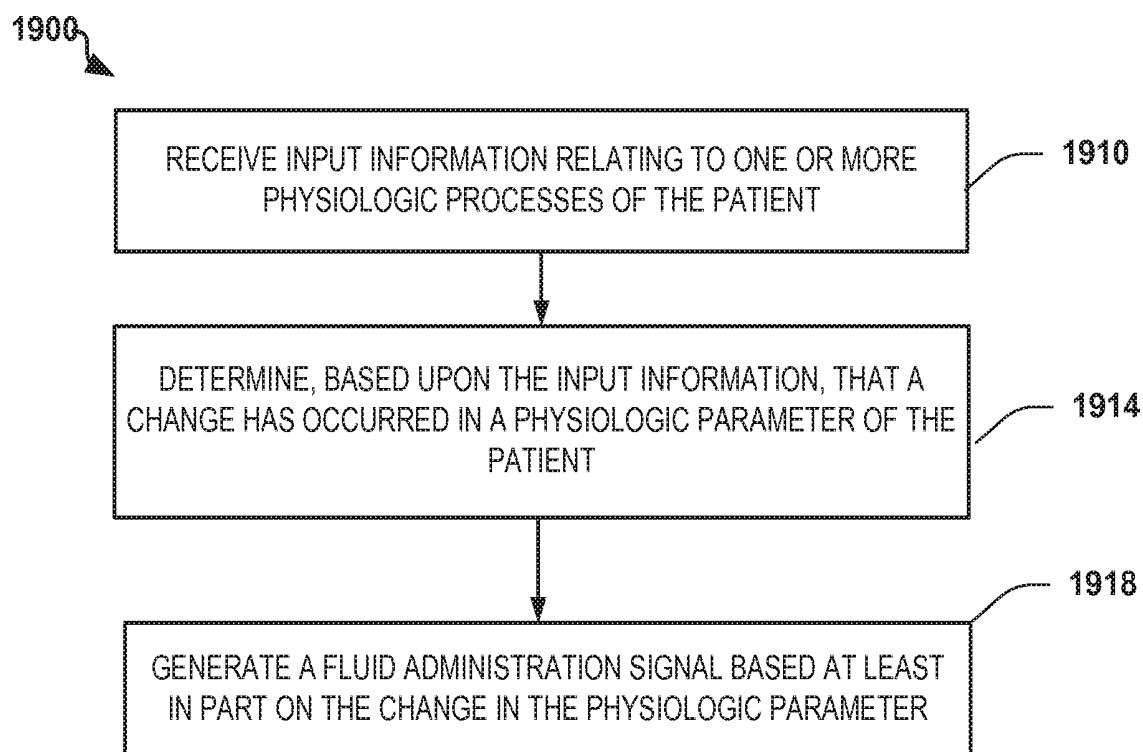 1900
RECEIVE INPUT INFORMATION RELATING TO ONE OR MORE
PHYSIOLOGIC PROCESSES OF THE PATIENT
1910
DETERMINE, BASED UPON THE INPUT INFORMATION, THAT A
CHANGE HAS OCCURRED IN A PHYSIOLOGIC PARAMETER OF THE
PATIENT
1914
1918
GENERATE A FLUID ADMINISTRATION SIGNAL BASED AT LEAST
IN PART ON THE CHANGE IN THE PHYSIOLOGIC PARAMETER